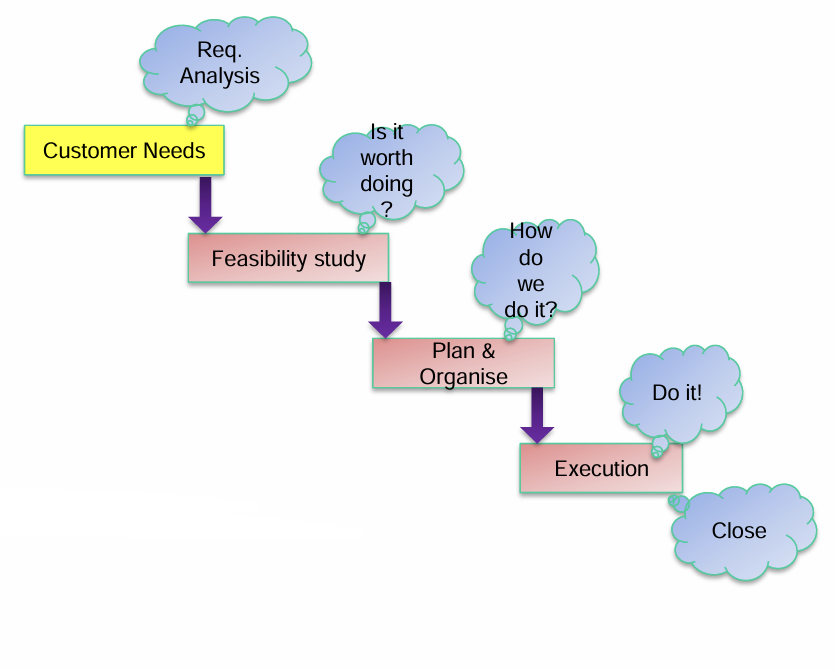 Req.
Analysis
Customer Needs
Is it
worth
doing
?
Feasibility study
How
do
we
do it?
Plan &
Organise
Do it!
Execution
Close